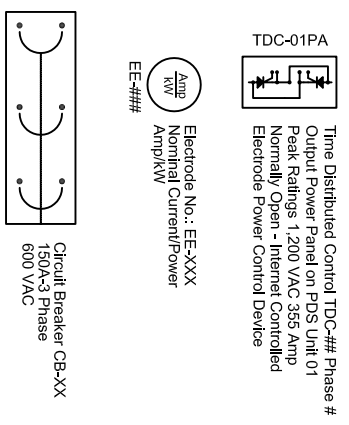 TDC-01PA
Time Distributed Control TDC-## Phase #
Output Power Panel on PDS Unit 01
Peak Ratings 1,200 VAC 355 Amp
Normally Open - Internet Controlled
Electrode Power Control Device
Amp
kW
EE-###
Electrode No.: EE-XXX
Nominal Current/Power
Amp/kW
Circuit Breaker CB-XX
150A-3 Phase
600 VAC